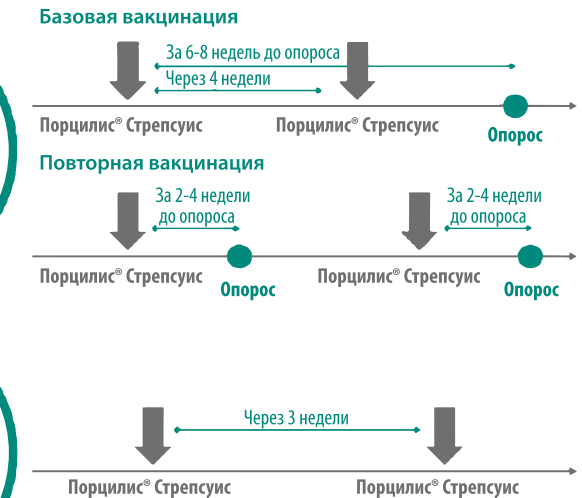 Базовая вакцинация
За 6-8 недель до опороса
Через 4 недели
Порцилис® Стрепсуис Порцилис® Стрепсуис
Опорос
Повторная вакцинация
За 2-4 недели За 2-4 недели
до опороса до опороса
Порцилис® Стрепсуис Порцилис® Стрепсуис
Опорос Опорос
Через 3 недели
Порцилис® Стрепсуис Порцилис® Стрепсуис